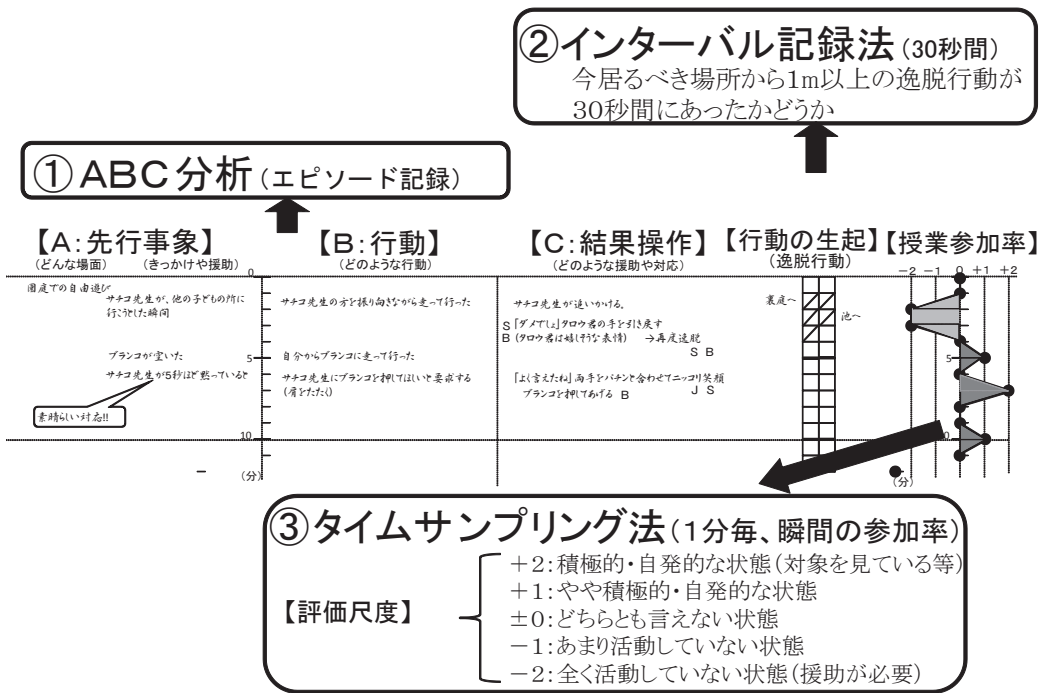 ②インターバル記録法(30秒間)
今居るべき場所から1m以上の逸脱行動が
30秒間にあったかどうか
①ABC分析(エピソード記録)
【A:先行事象】
(どんな場面) (きっかけや援助)
【B:行動】
(どのような行動)
【C:結果操作】
(どのような援助や対応)
【行動の生起】
(逸脱行動)
【授業参加率】
-2 -1 0 +1 +2
0
園庭での自由遊び
サチコ先生が、他の子どもの所に
行こうとした瞬間
サチコ先生の方を振り向きながら走って行った
サチコ先生が追いかける。
S「ダメでしょ」タロウ君の手を引き戻す
B(タロウ君は嬉しそうな表情) →再度逃脱
S B
裏庭へ
池へ
ブランコが空いた
5
自分からブランコに走って行った
5
サチコ先生が5秒ほど黙っていると
サチコ先生にブランコを押してほしいと要求する
(肩をたたく)
「よく言えたね」両手をパチンと合わせてニッコリ笑顔
ブランコを押してあげる B
J S
素晴らしい対応!!
10
(分)
(分)
③タイムサンプリング法(1分毎、瞬間の参加率)
【評価尺度】
+2:積極的・自発的な状態(対象を見ている等)
+1:やや積極的・自発的な状態
±0:どちらとも言えない状態
-1:あまり活動していない状態
-2:全く活動していない状態(援助が必要)